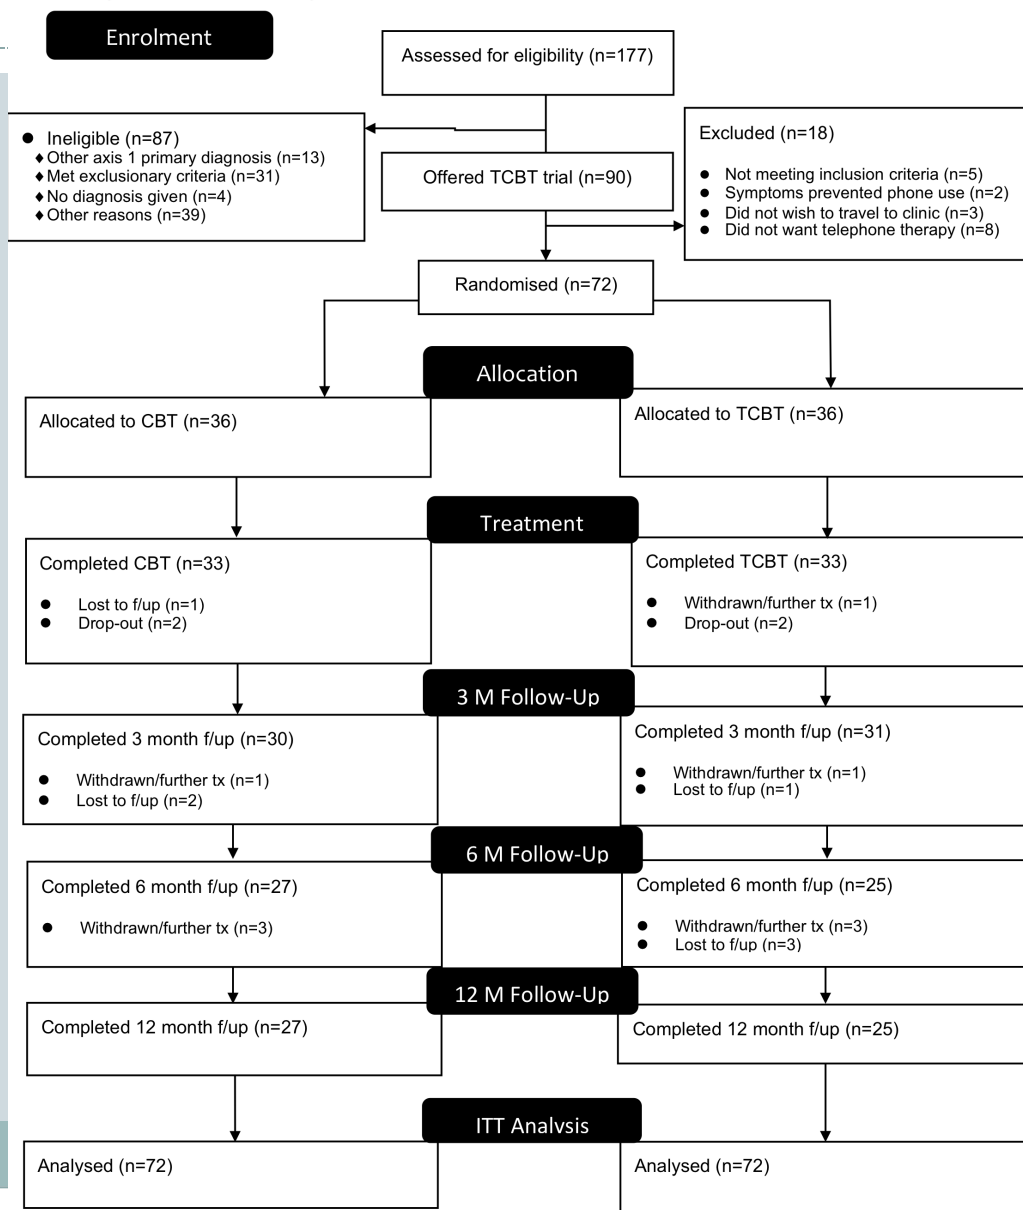 Enrolment
Assessed for eligibility (n=177)
● Ineligible (n=87)
♦Other axis 1 primary diagnosis (n=13)
♦Met exclusionary criteria (n=31)
♦No diagnosis given (n=4)
♦Other reasons (n=39)
Offered TCBT trial (n=90)
Excluded (n=18)
● Not meeting inclusion criteria (n=5)
● Symptoms prevented phone use (n=2)
● Did not wish to travel to clinic (n=3)
● Did not want telephone therapy (n=8)
Randomised (n=72)
Allocation
Allocated to CBT (n=36)
Allocated to TCBT (n=36)
Treatment
Completed CBT (n=33)
● Lost to f/up (n=1)
● Drop-out (n=2)
Completed TCBT (n=33)
● Withdrawn/further tx (n=1)
● Drop-out (n=2)
3 M Follow-Up
Completed 3 month f/up (n=30)
● Withdrawn/further tx (n=1)
● Lost to f/up (n=2)
Completed 3 month f/up (n=31)
● Withdrawn/further tx (n=1)
● Lost to f/up (n=1)
6 M Follow-Up
Completed 6 month f/up (n=27)
● Withdrawn/further tx (n=3)
Completed 6 month f/up (n=25)
● Withdrawn/further tx (n=3)
● Lost to f/up (n=3)
12 M Follow-Up
Completed 12 month f/up (n=27)
Completed 12 month f/up (n=25)
ITT Analysis
Analysed (n=72)
Analysed (n=72)